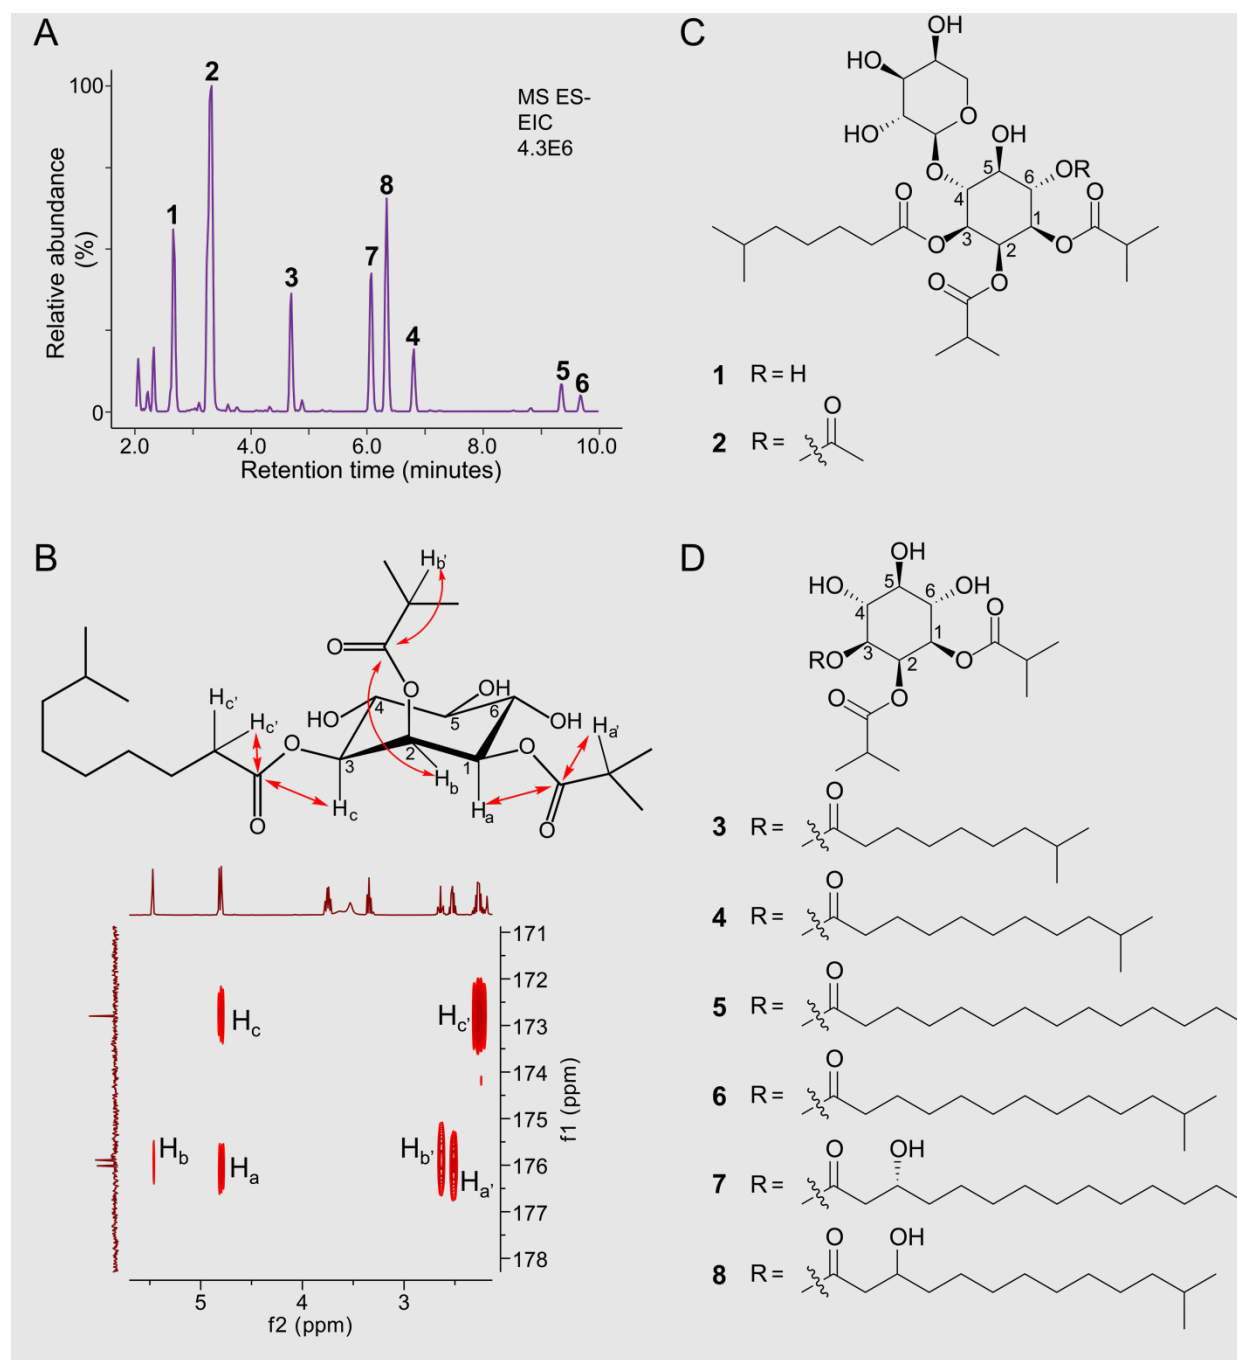 A
MS ES-
EIC
4.3E6
Relative abundance
(%)
100
0
1
2
3
7
8
4
5
6
2.0
4.0
6.0
8.0
10.0
Retention time (minutes)
B
Hb'
O
O
Hc'
Hc'
HO
4
OH
5
6
OH
Ha'
O
3
2
1
O
Hb
O
Hc
Ha
O
Hc
Hc'
Hb
Ha
Hb'
Ha'
171
172
173
174
175
176
177
178
f1 (ppm)
5
4
3
f2 (ppm)
C
OH
HO
HO
O
OH
O
5
6
OR
4
1
O
O
O
3
2
O
O
O
1 R = H
2 R =
O
D
OH
HO
5
6
OH
4
1
O
RO
3
2
O
O
O
3 R =
O
4 R =
O
5 R =
O
6 R =
O
7 R =
O
OH
8 R =
O
OH